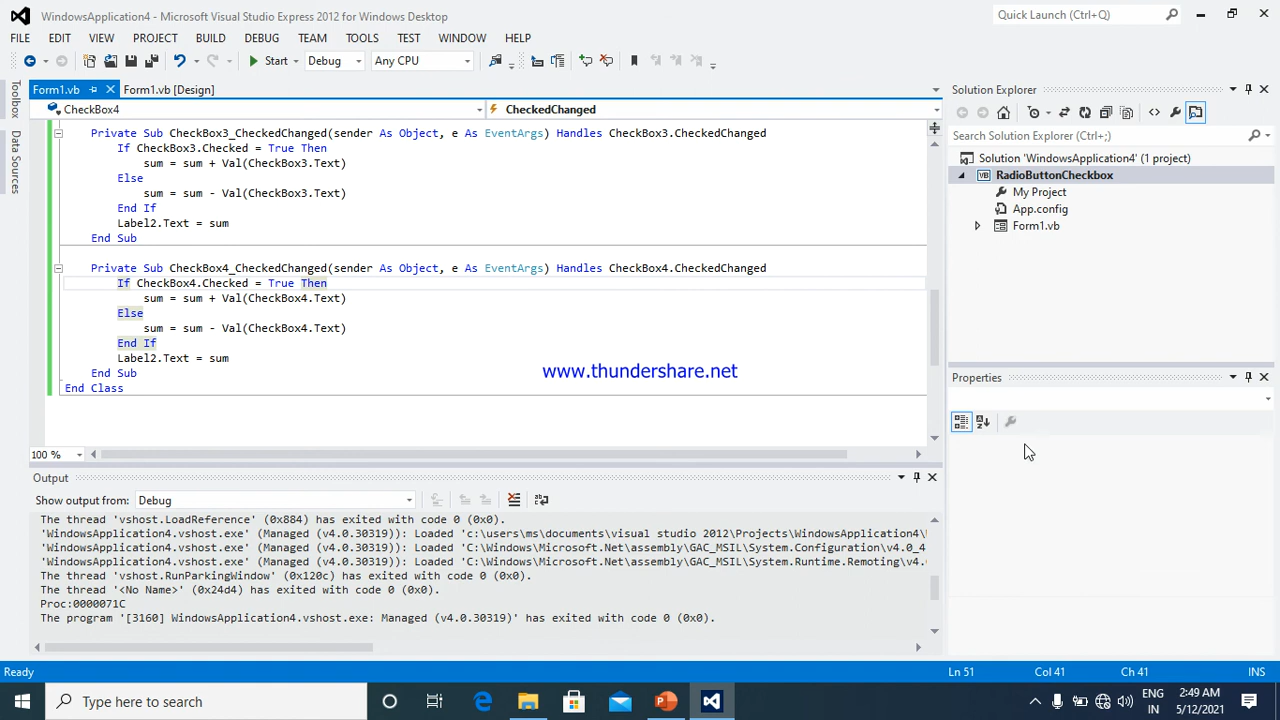 WindowsApplication4 - Microsoft Visual Studio Express 2012 for Windows Desktop
Quick Launch (Ctrl+Q)
FILE EDIT VIEW PROJECT BUILD DEBUG TEAM TOOLS TEST WINDOW HELP
Start Debug Any CPU
Toolbox
Data Sources
Form1.vb Form1.vb [Design]
CheckBox4 CheckedChanged
Private Sub CheckBox3_CheckedChanged(sender As Object, e As EventArgs) Handles CheckBox3.CheckedChanged
If CheckBox3.Checked = True Then
sum = sum + Val(CheckBox3.Text)
Else
sum = sum - Val(CheckBox3.Text)
End If
Label2.Text = sum
End Sub
Private Sub CheckBox4_CheckedChanged(sender As Object, e As EventArgs) Handles CheckBox4.CheckedChanged
If CheckBox4.Checked = True Then
sum = sum + Val(CheckBox4.Text)
Else
sum = sum - Val(CheckBox4.Text)
End If
Label2.Text = sum
End Sub
End Class
www.thundershare.net
100 %
Output
Show output from: Debug
The thread 'vshost.LoadReference' (0x884) has exited with code 0 (0x0).
'WindowsApplication4.vshost.exe' (Managed (v4.0.30319)): Loaded 'c:\users\ms\documents\visual studio 2012\Projects\WindowsApplication4\
'WindowsApplication4.vshost.exe' (Managed (v4.0.30319)): Loaded 'C:\Windows\Microsoft.Net\assembly\GAC_MSIL\System.Configuration\v4.0_4
'WindowsApplication4.vshost.exe' (Managed (v4.0.30319)): Loaded 'C:\Windows\Microsoft.Net\assembly\GAC_MSIL\System.Runtime.Remoting\v4.
The thread 'vshost.RunParkingWindow' (0x120c) has exited with code 0 (0x0).
The thread '<No Name>' (0x24d4) has exited with code 0 (0x0).
Proc:0000071C
The program '[3160] WindowsApplication4.vshost.exe: Managed (v4.0.30319)' has exited with code 0 (0x0).
Solution Explorer
Search Solution Explorer (Ctrl+;)
Solution 'WindowsApplication4' (1 project)
RadioButtonCheckbox
My Project
App.config
Form1.vb
Properties
Ready Ln 51 Col 41 Ch 41 INS
Type here to search
ENG
IN
2:49 AM
5/12/2021